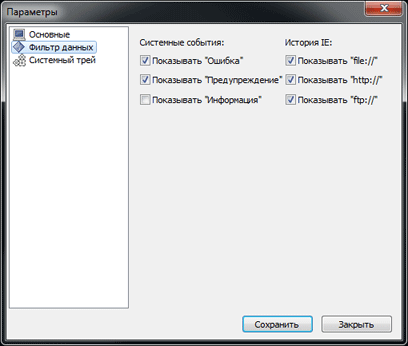 Параметры
Основные
Фильтр данных
Системный трей
Системные события:
Показывать "Ошибка"
Показывать "Предупреждение"
Показывать "Информация"
История IE:
Показывать "file://"
Показывать "http://"
Показывать "ftp://"
Сохранить
Закрыть